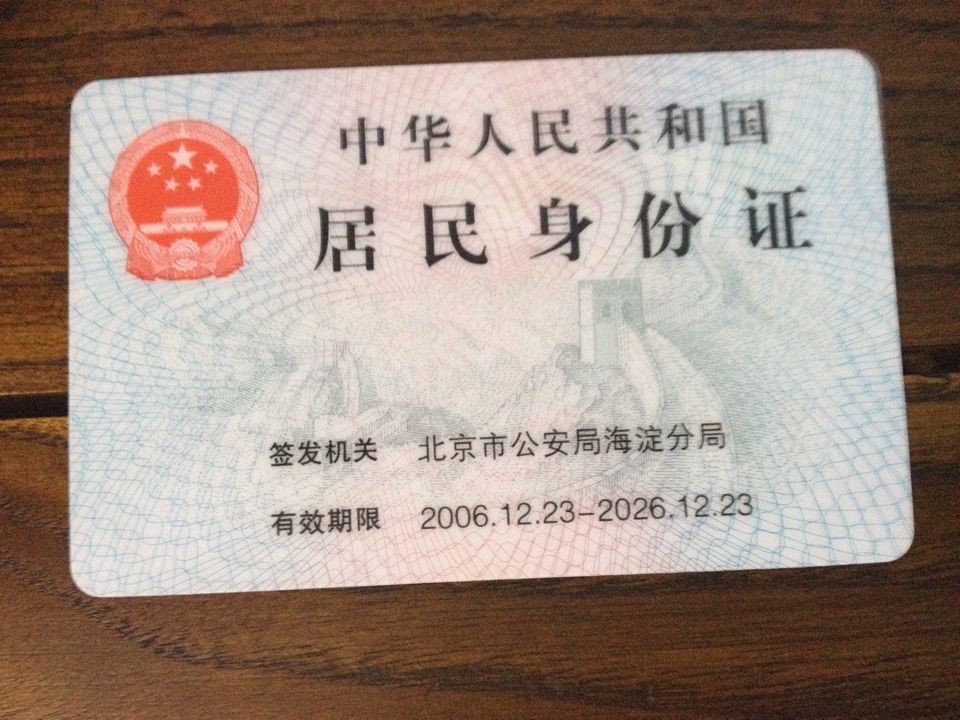 中华人民共和国
居民身份证
签发机关 北京市公安局海淀分局
有效期限 2006.12.23-2026.12.23